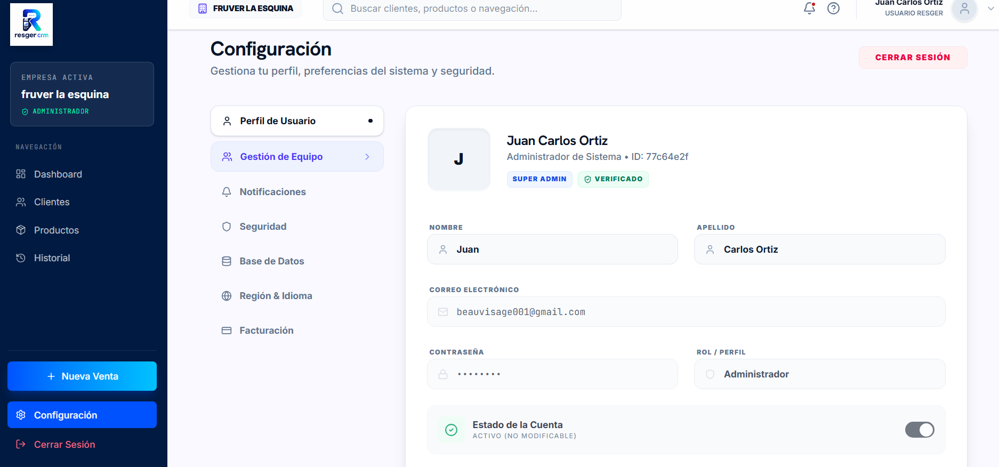 resger crm
EMPRESA ACTIVA
fruver la esquina
ADMINISTRADOR
NAVEGACIÓN
Dashboard
Clientes
Productos
Historial
Nueva Venta
Configuración
Cerrar Sesión
FRUVER LA ESQUINA
Buscar clientes, productos o navegación...
Juan Carlos Ortiz
USUARIO RESGER
Configuración
Gestiona tu perfil, preferencias del sistema y seguridad.
CERRAR SESIÓN
Perfil de Usuario
Gestión de Equipo
Notificaciones
Seguridad
Base de Datos
Región & Idioma
Facturación
J
Juan Carlos Ortiz
Administrador de Sistema • ID: 77c64e2f
SUPER ADMIN
VERIFICADO
NOMBRE
Juan
APELLIDO
Carlos Ortiz
CORREO ELECTRÓNICO
beauvisage001@gmail.com
CONTRASEÑA
••••••••
ROL / PERFIL
Administrador
Estado de la Cuenta
ACTIVO (NO MODIFICABLE)